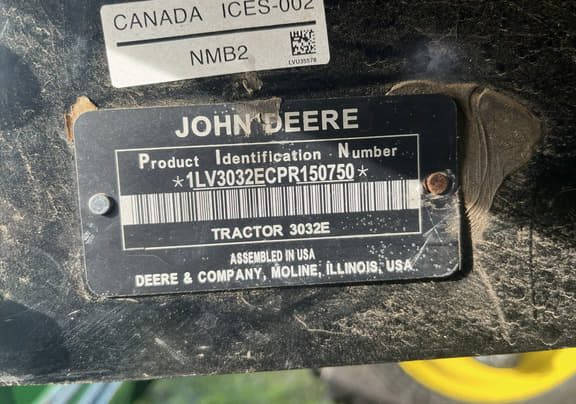 CANADA ICES-002
NMB2
LVU35578
JOHN DEERE
Product Identification Number
*1LV3032ECPR150750*
TRACTOR 3032E
ASSEMBLED IN USA
DEERE & COMPANY, MOLINE, ILLINOIS, USA